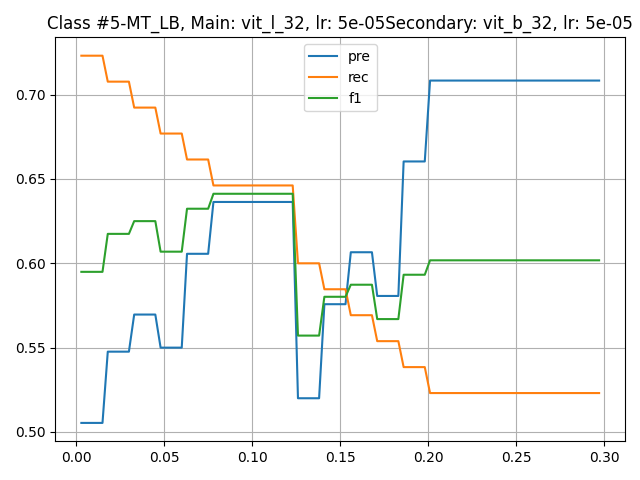 Class #5-MT_LB, Main: vit_l_32, lr: 5e-05Secondary: vit_b_32, lr: 5e-05
pre
rec
f1
0.70
0.65
0.60
0.55
0.50
0.00 0.05 0.10 0.15 0.20 0.25 0.30